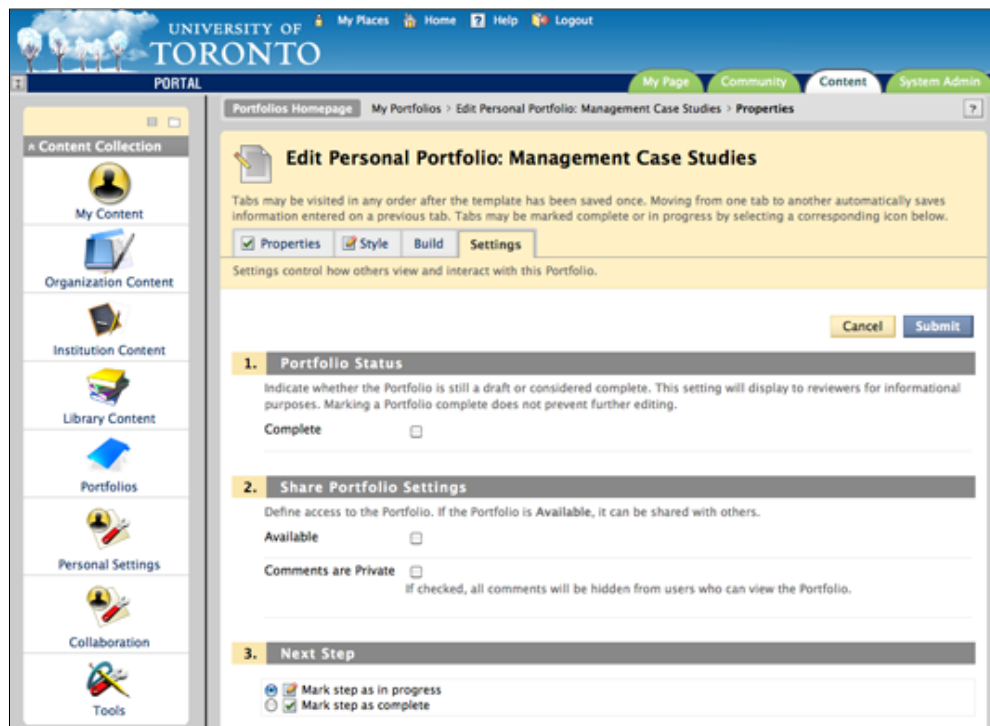 UNIVERSITY OF
TORONTO
My Places Home ? Help Logout
PORTAL
My Page Community Content System Admin
Portfolios Homepage My Portfolios > Edit Personal Portfolio: Management Case Studies > Properties ?
Content Collection
My Content
Organization Content
Institution Content
Library Content
Portfolios
Personal Settings
Collaboration
Tools
Edit Personal Portfolio: Management Case Studies
Tabs may be visited in any order after the template has been saved once. Moving from one tab to another automatically saves
information entered on a previous tab. Tabs may be marked complete or in progress by selecting a corresponding icon below.
Properties Style Build Settings
Settings control how others view and interact with this Portfolio.
Cancel Submit
1. Portfolio Status
Indicate whether the Portfolio is still a draft or considered complete. This setting will display to reviewers for informational
purposes. Marking a Portfolio complete does not prevent further editing.
Complete
2. Share Portfolio Settings
Define access to the Portfolio. If the Portfolio is Available, it can be shared with others.
Available
Comments are Private
If checked, all comments will be hidden from users who can view the Portfolio.
3. Next Step
Mark step as in progress
Mark step as complete